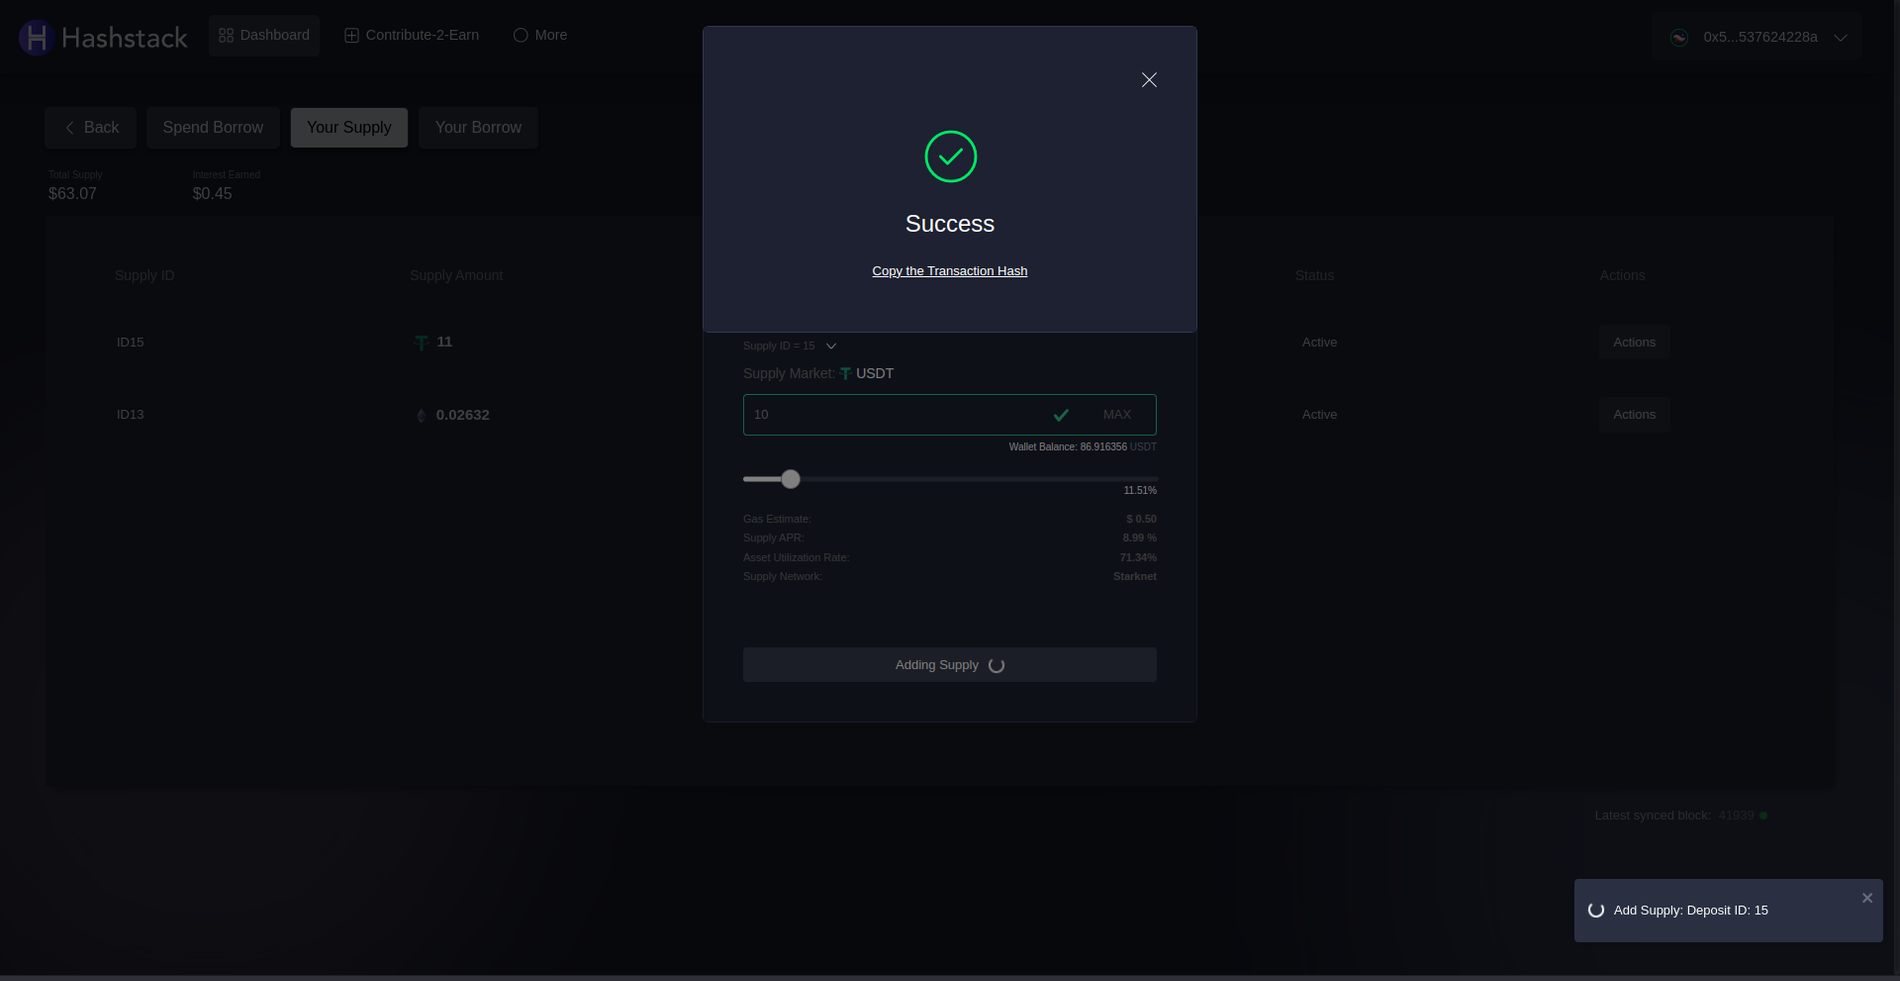 Hashstack
Dashboard
Contribute-2-Earn
More
0x5...537624228a
Back
Spend Borrow
Your Supply
Your Borrow
Total Supply
Interest Earned
$63.07
$0.45
Success
Copy the Transaction Hash
Supply ID
Supply Amount
Status
Actions
ID15
11
Active
Actions
ID13
0.02632
Active
Actions
Supply ID = 15
Supply Market: USDT
10
MAX
Wallet Balance: 86.916356 USDT
11.51%
Gas Estimate: $ 0.50
Supply APR: 8.99 %
Asset Utilization Rate: 71.34%
Supply Network: Starknet
Adding Supply
Latest synced block: 41939
Add Supply: Deposit ID: 15